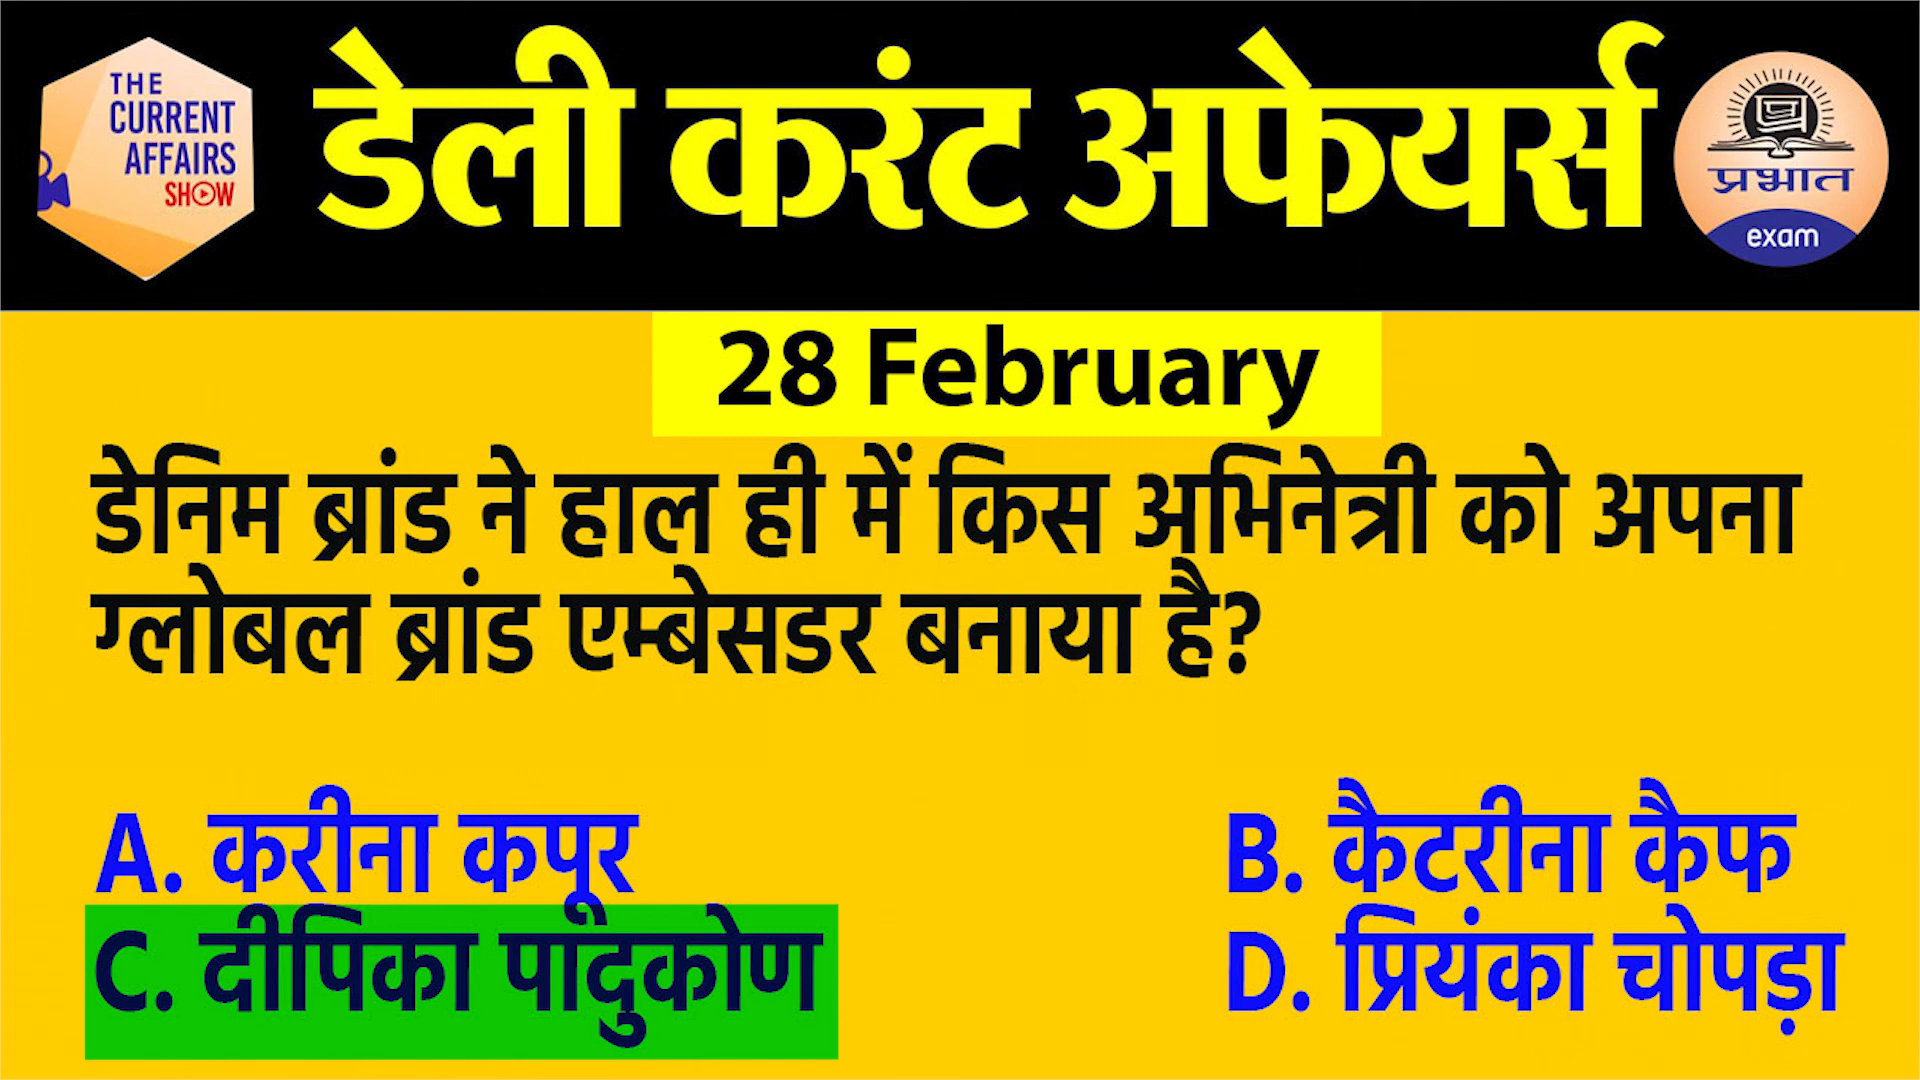 THE
CURRENT
AFFAIRS
SHOW
डेली करंट अफेयर्स
प्रभात
exam
28 February
डेनिम ब्रांड ने हाल ही में किस अभिनेत्री को अपना
ग्लोबल ब्रांड एम्बेसडर बनाया है?
A. करीना कपूर
B. कैटरीना कैफ
C. दीपिका पादुकोण
D. प्रियंका चोपड़ा